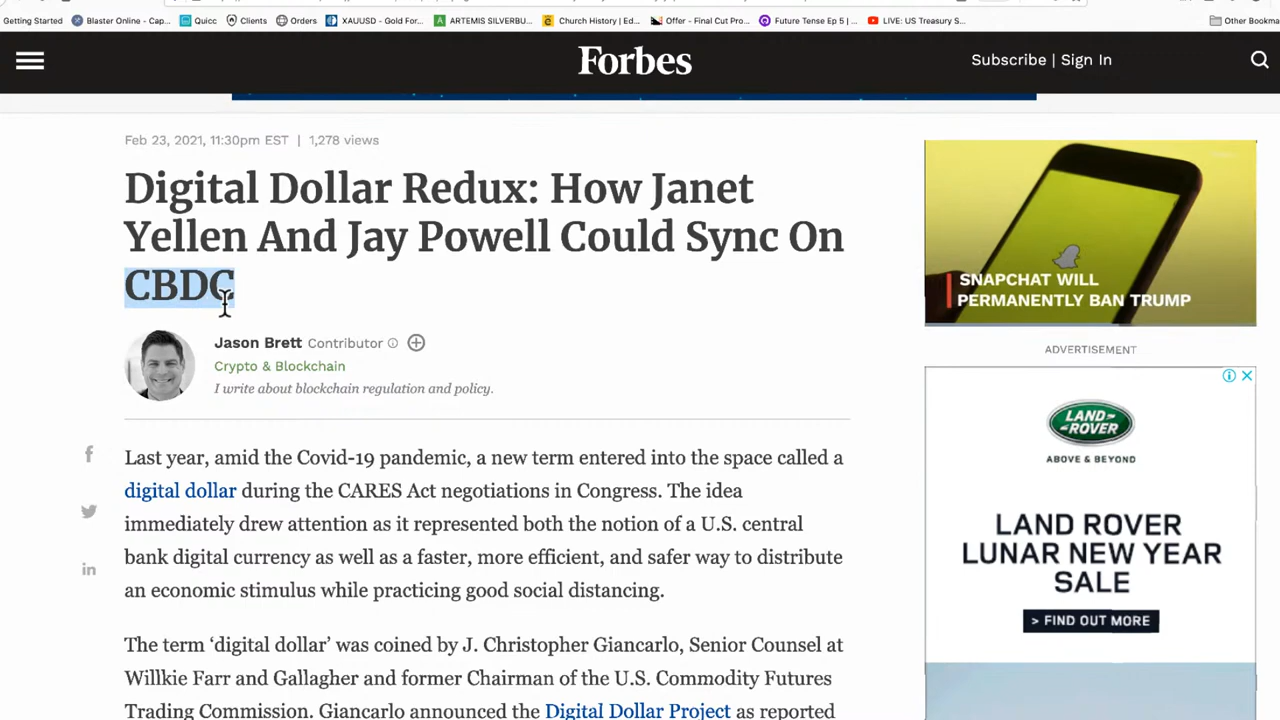 Getting Started
Blaster Online - Cap...
Quicc
Clients
Orders
XAUUSD - Gold For...
ARTEMIS SILVERBU...
Church History | Ed...
Offer - Final Cut Pro...
Future Tense Ep 5 | ...
LIVE: US Treasury S...
Other Bookma
Forbes
Subscribe | Sign In
Feb 23, 2021, 11:30pm EST | 1,278 views
Digital Dollar Redux: How Janet
Yellen And Jay Powell Could Sync On
CBDC
Jason Brett Contributor
Crypto & Blockchain
I write about blockchain regulation and policy.
Last year, amid the Covid-19 pandemic, a new term entered into the space called a
digital dollar during the CARES Act negotiations in Congress. The idea
immediately drew attention as it represented both the notion of a U.S. central
bank digital currency as well as a faster, more efficient, and safer way to distribute
an economic stimulus while practicing good social distancing.
The term ‘digital dollar’ was coined by J. Christopher Giancarlo, Senior Counsel at
Willkie Farr and Gallagher and former Chairman of the U.S. Commodity Futures
Trading Commission. Giancarlo announced the Digital Dollar Project as reported
SNAPCHAT WILL
PERMANENTLY BAN TRUMP
ADVERTISEMENT
LAND-
ROVER
ABOVE & BEYOND
LAND ROVER
LUNAR NEW YEAR
SALE
> FIND OUT MORE